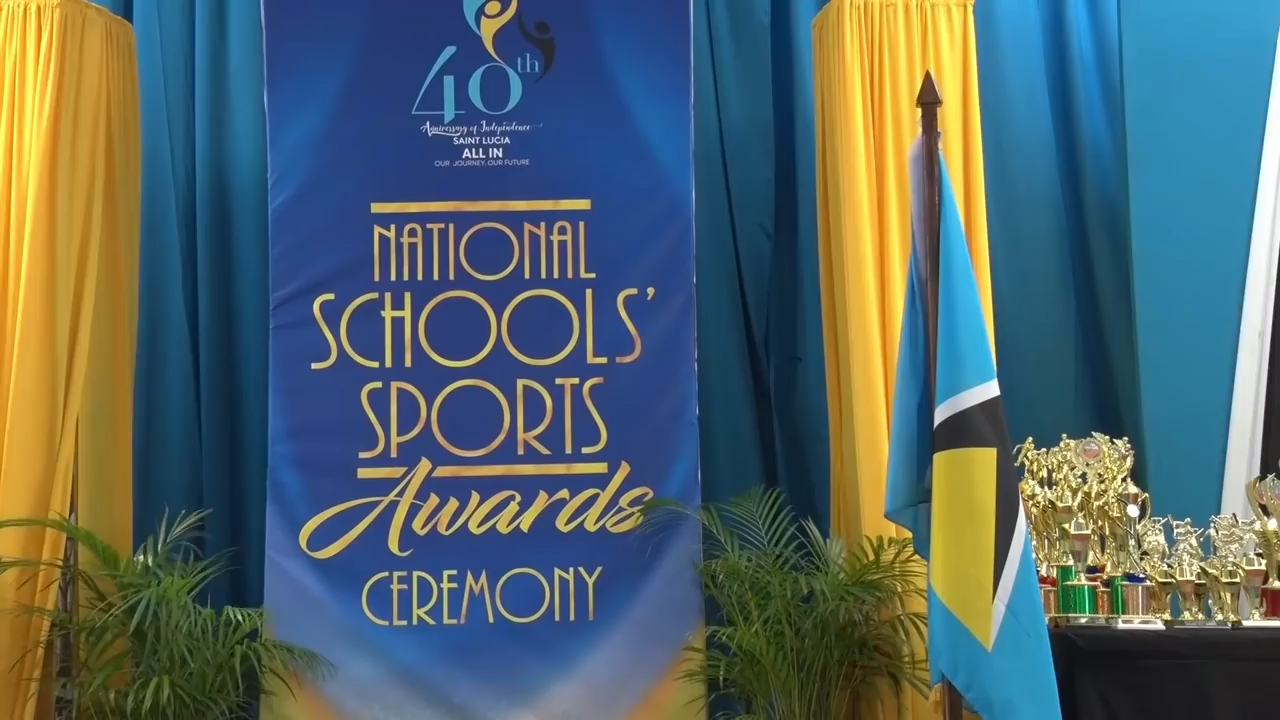 40th
Anniversary of Independence
SAINT LUCIA
ALL IN
OUR JOURNEY. OUR FUTURE
NATIONAL
SCHOOLS'
SPORTS
Awards
CEREMONY